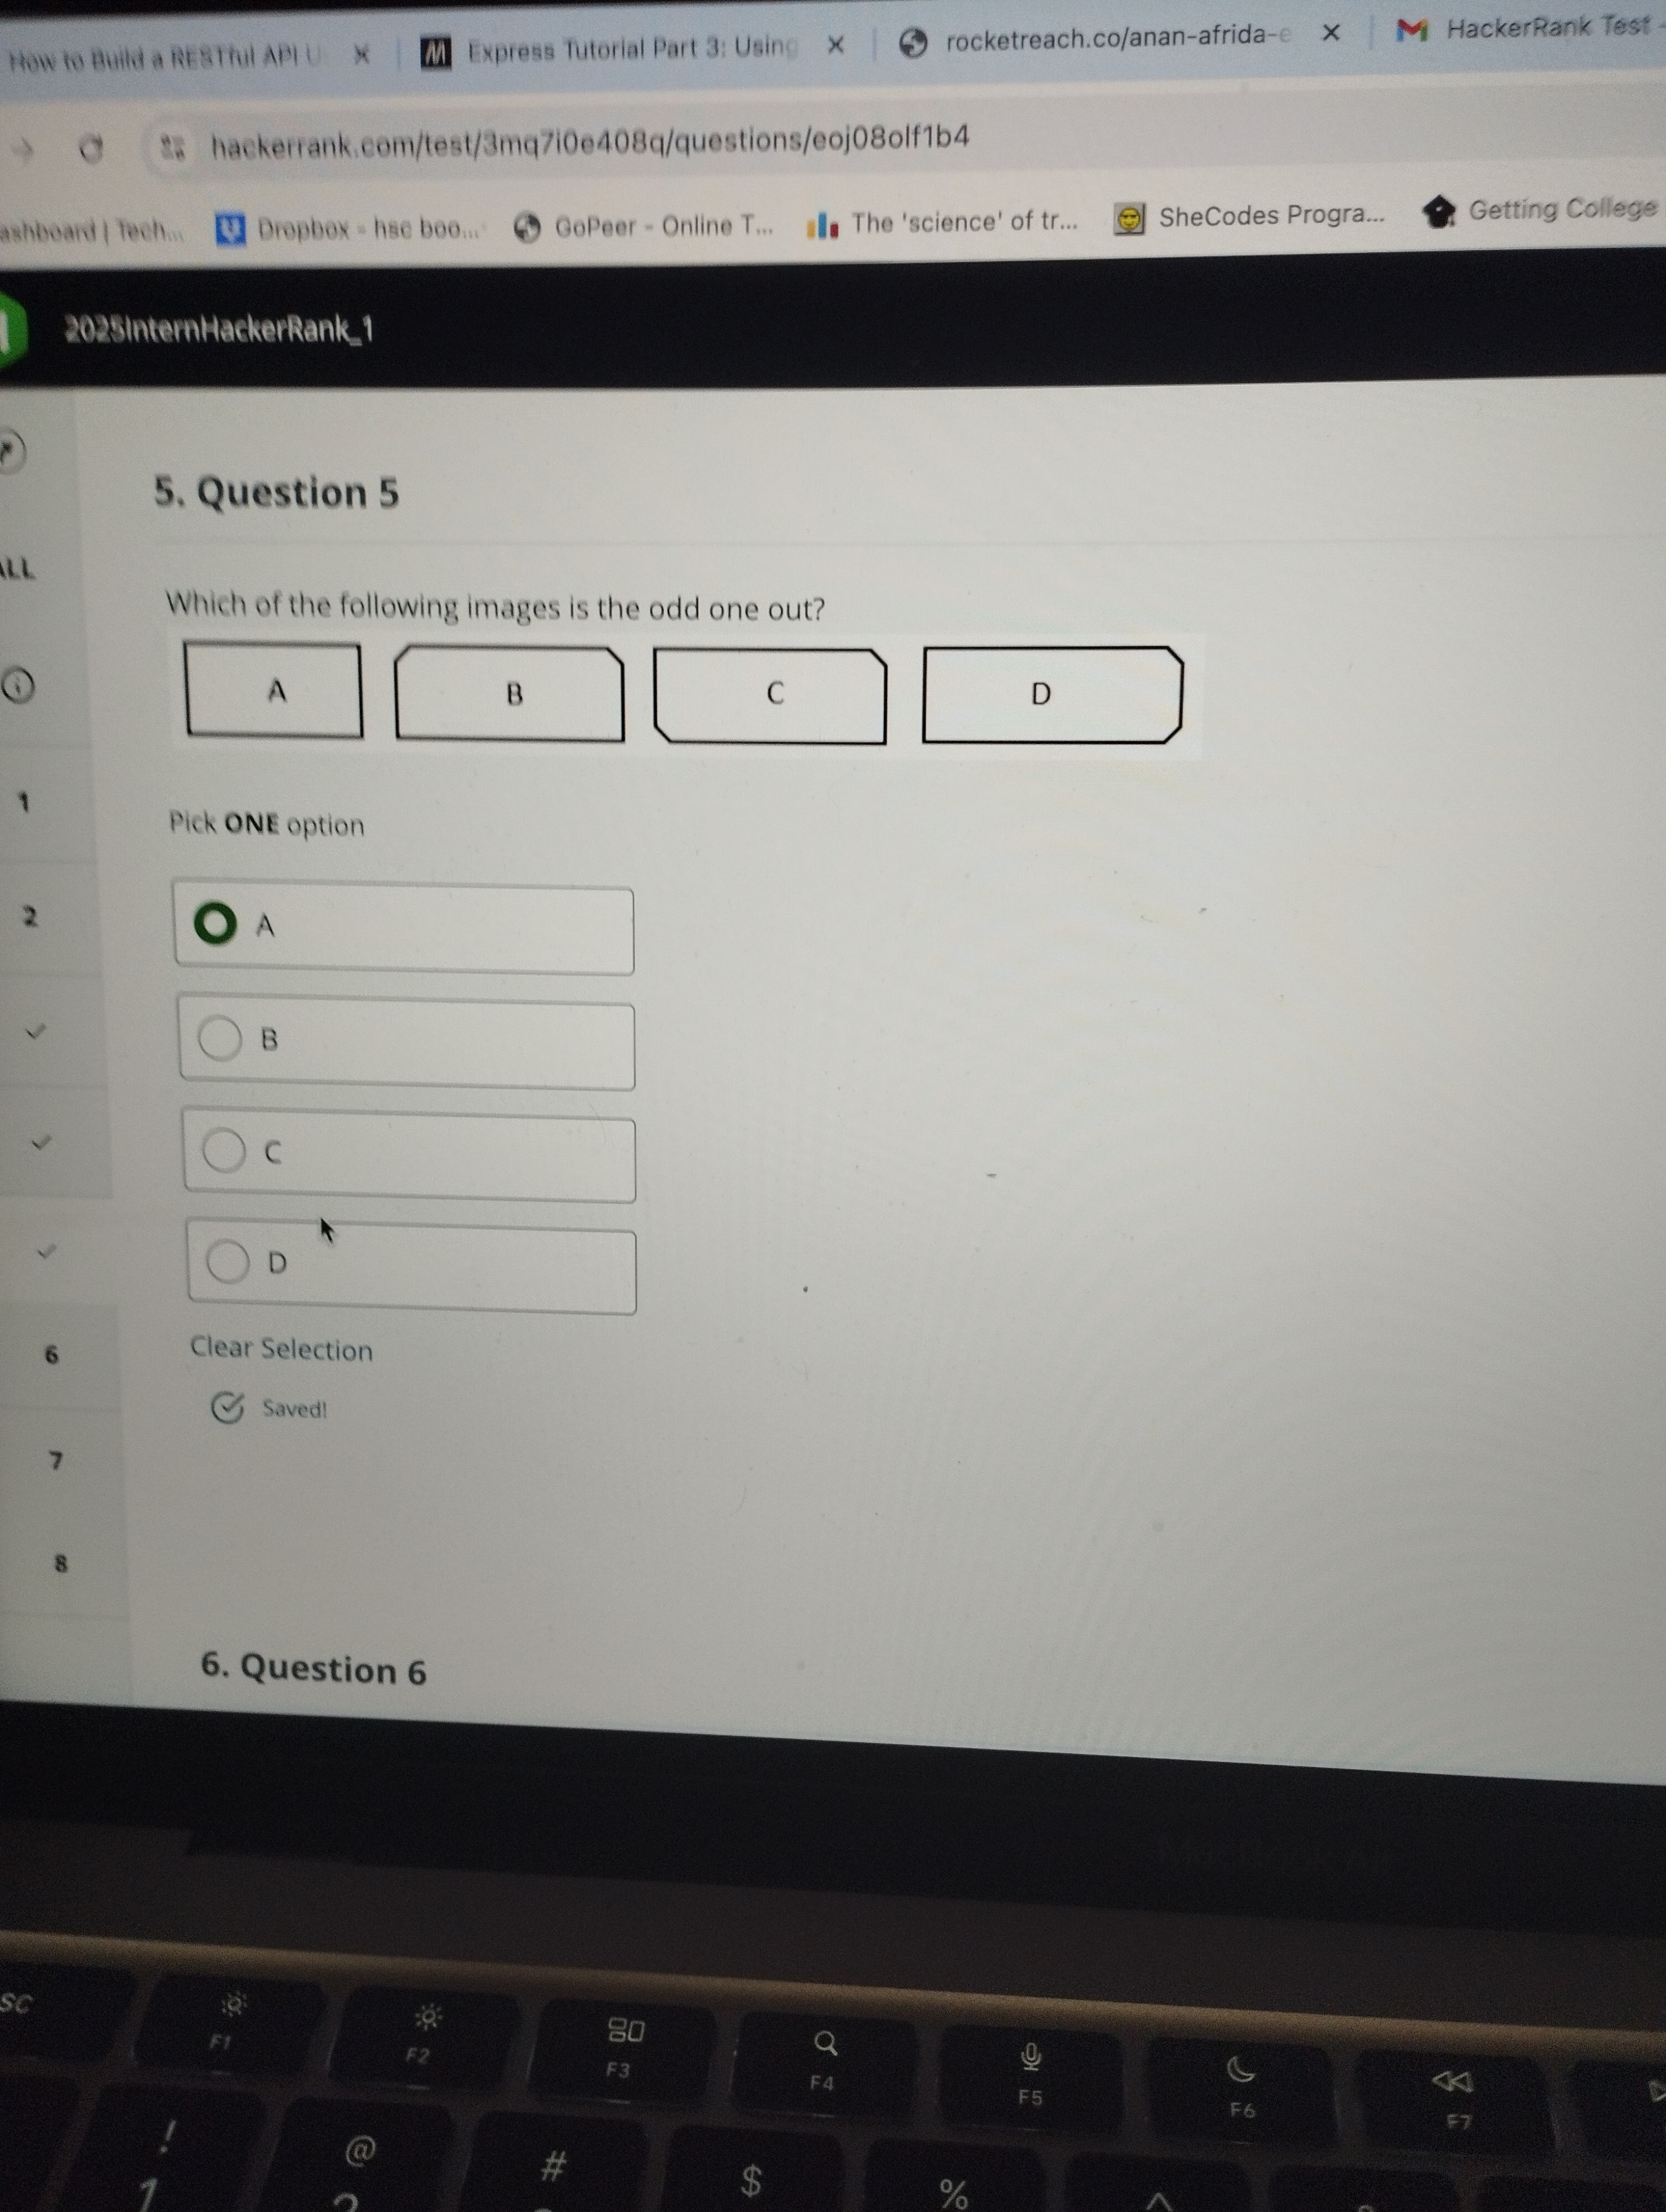 How to Build a RESTful API U
Express Tutorial Part 3: Using
rocketreach.co/anan-afrida-e
HackerRank Test -
hackerrank.com/test/3mq7i0e408q/questions/eoj08olf1b4
ashboard | Tech...
Dropbox - hsc boo...
GoPeer - Online T...
The 'science' of tr...
SheCodes Progra...
Getting College
2025InternHackerRank_1
5. Question 5
ALL
Which of the following images is the odd one out?
A B C D
1
Pick ONE option
2
A
B
C
D
Clear Selection
6
Saved!
7
8
6. Question 6
sc
F1
F2
F3
F4
F5
F6
F7
!
1
@
2
#
$
%
^